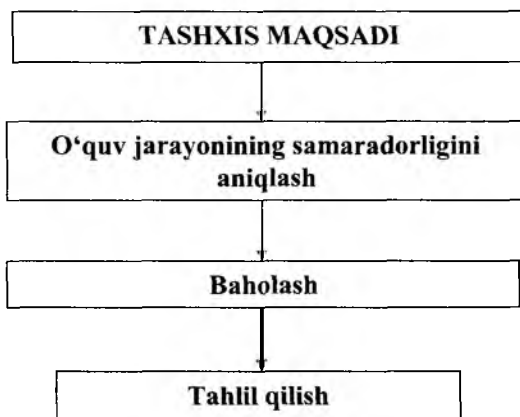 TASHXIS MAQSADI
O‘quv jarayonining samaradorligini
aniqlash
Baholash
Tahlil qilish